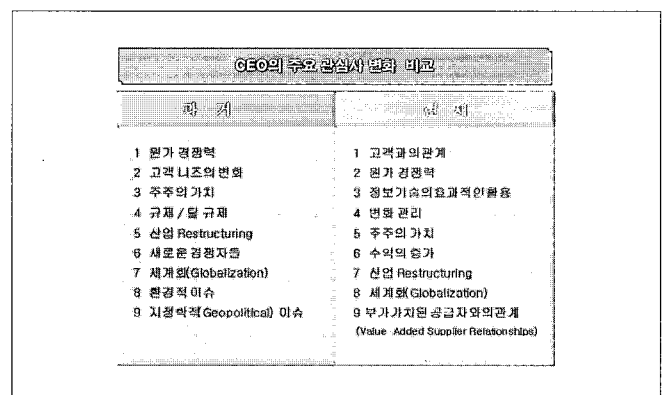 CEO의 주요 관심사 변화 비교
과 거
현 재
1 원가 경쟁력
2 고객 니즈의 변화
3 주주의 가치
4 규제 / 탈 규제
5 산업 Restructuring
6 새로운 경쟁자들
7 세계화(Globalization)
8 환경적 이슈
9 지정학적(Geopolitical) 이슈
1 고객과의관계
2 원가 경쟁력
3 정보기술의효과적인활용
4 변화 관리
5 주주의 가치
6 수익의 증가
7 산업 Restructuring
8 세계화(Globalization)
9 부가가치된 공급자와의관계
(Value Added Supplier Relationships)